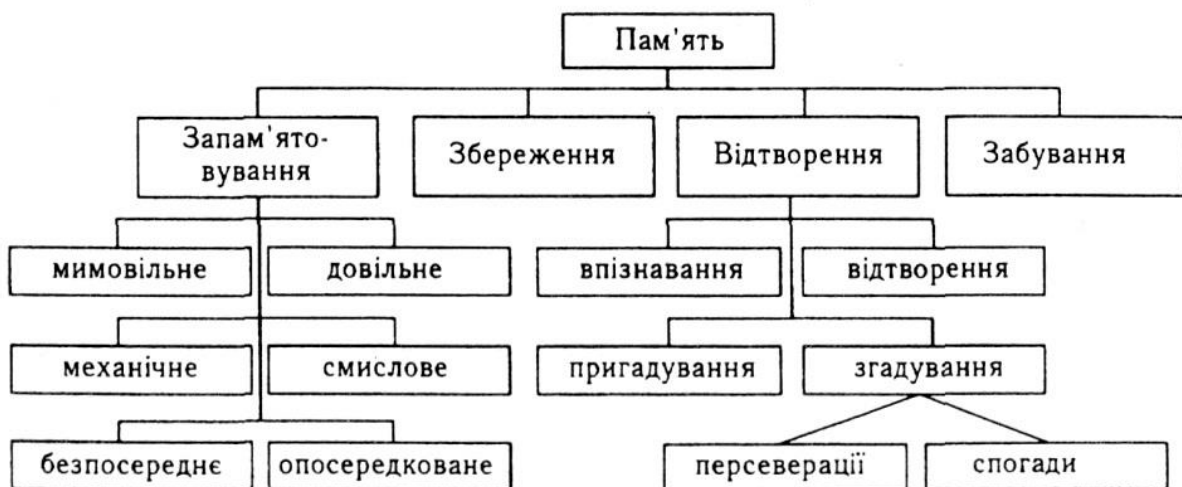 Пам'ять
Запам'ято-
вування
Збереження
Відтворення
Забування
мимовільне
довільне
впізнавання
відтворення
механічне
смислове
пригадування
згадування
безпосереднє
опосередковане
персеверації
спогади